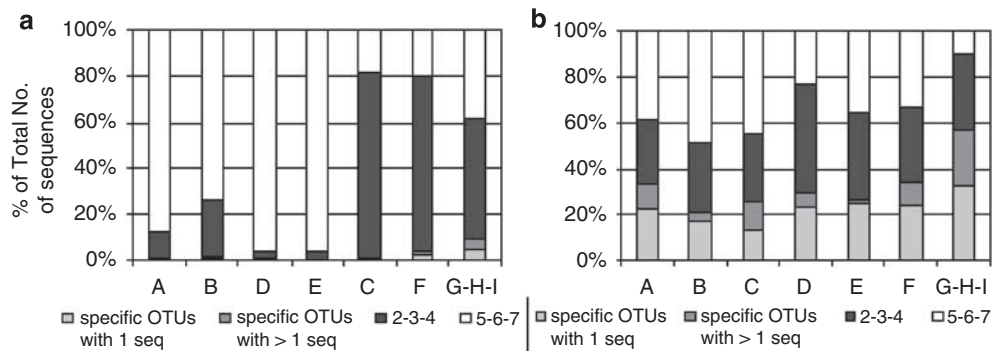 a
b
100%
100%
80%
80%
60%
60%
40%
40%
20%
20%
0%
0%
% of Total No.
of sequences
A B D E C F G-H-I
A B C D E F G-H-I
specific OTUs with 1 seq
specific OTUs with > 1 seq
2-3-4
5-6-7
specific OTUs with 1 seq
specific OTUs with > 1 seq
2-3-4
5-6-7